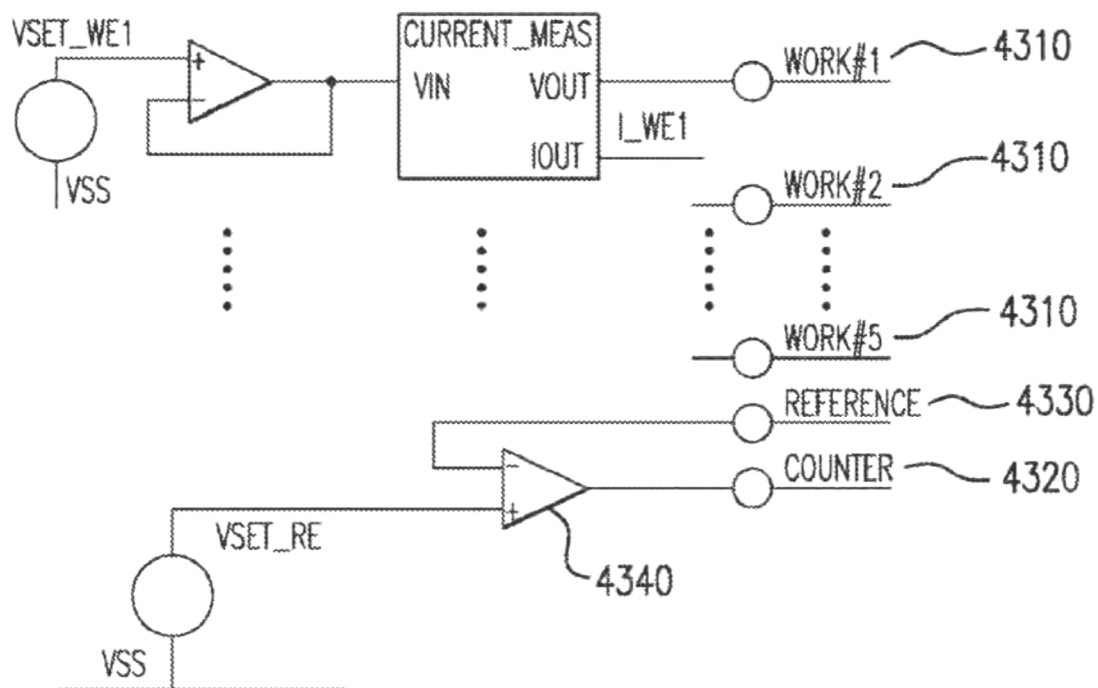 VSET_WE1
CURRENT_MEAS
WORK#1
4310
+
-
VIN
VOUT
I_WE1
IOUT
VSS
WORK#2
4310
WORK#5
4310
REFERENCE
4330
-
COUNTER
4320
+
VSET_RE
4340
VSS